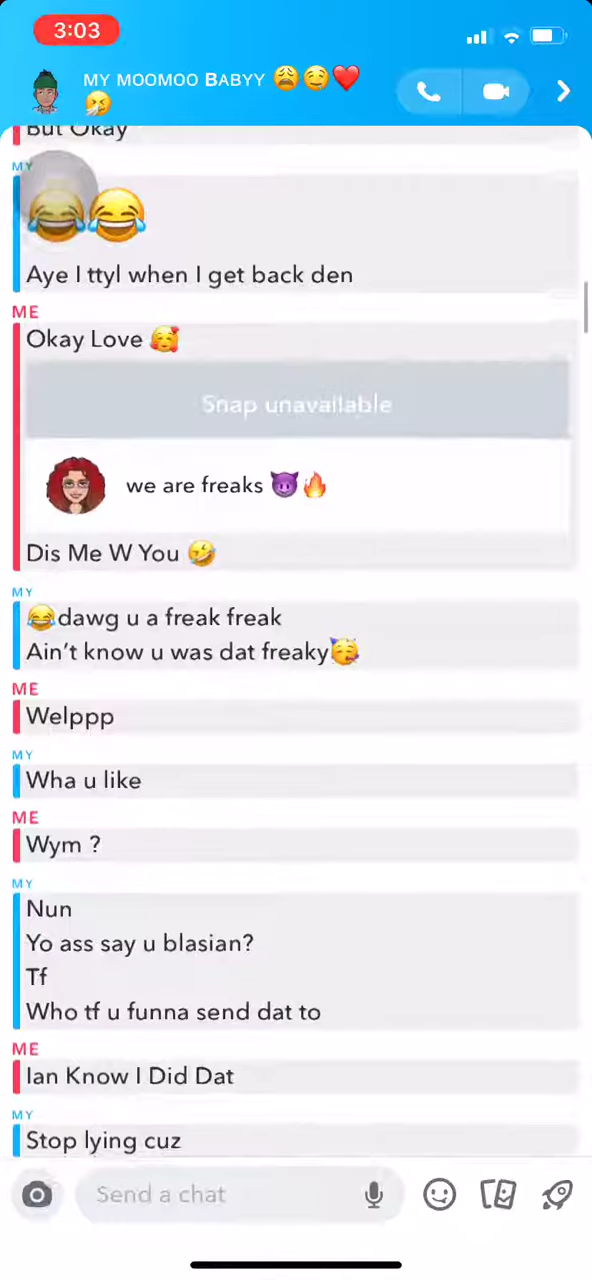 3:03
MY MOOMOO BABYY 😩🤤❤️
🤧
But Okay
MY
😂😂
Aye I ttyl when I get back den
ME
Okay Love 🥰
Snap unavailable
we are freaks 😈🔥
Dis Me W You 🤣
MY
😂dawg u a freak freak
Ain't know u was dat freaky🥳
ME
Welppp
MY
Wha u like
ME
Wym ?
MY
Nun
Yo ass say u blasian?
Tf
Who tf u funna send dat to
ME
Ian Know I Did Dat
MY
Stop lying cuz
Send a chat